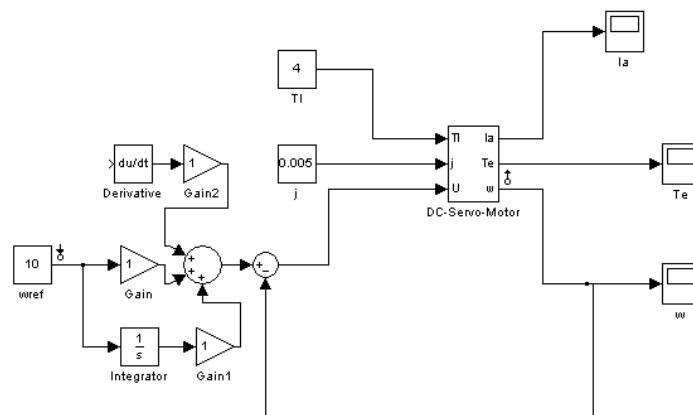 Ia
4
Tl
Tl Ia
0.005
j
j Te
U w
DC-Servo-Motor
Te
du/dt
Derivative
1
Gain2
10
wref
1
Gain
+
+
+
+
-
w
1
s
Integrator
1
Gain1